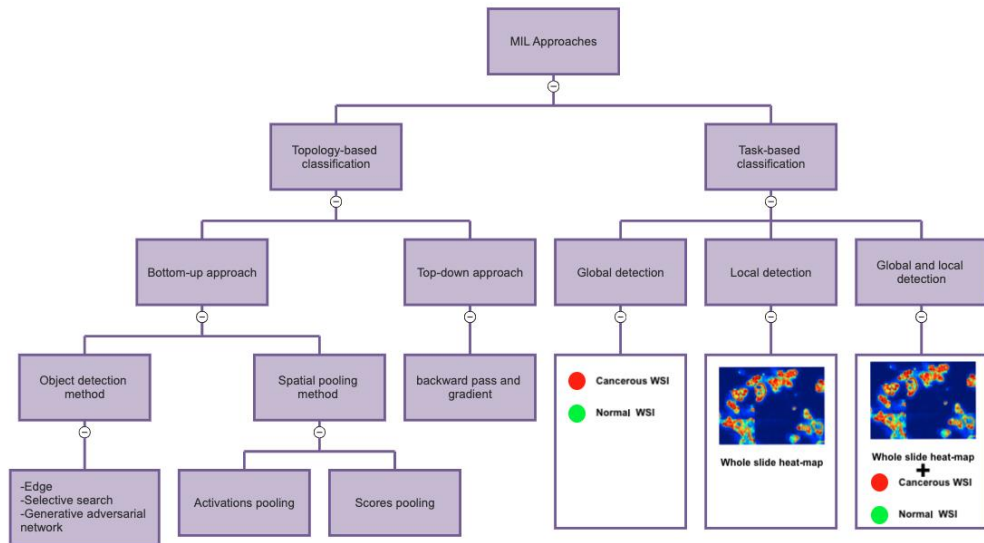 MIL Approaches
Topology-based
classification
Task-based
classification
Bottom-up approach
Top-down approach
Global detection
Local detection
Global and local
detection
Object detection
method
Spatial pooling
method
backward pass and
gradient
Cancerous WSI
Normal WSI
Whole slide heat-map
Whole slide heat-map
+
Cancerous WSI
Normal WSI
-Edge
-Selective search
-Generative adversarial
network
Activations pooling
Scores pooling